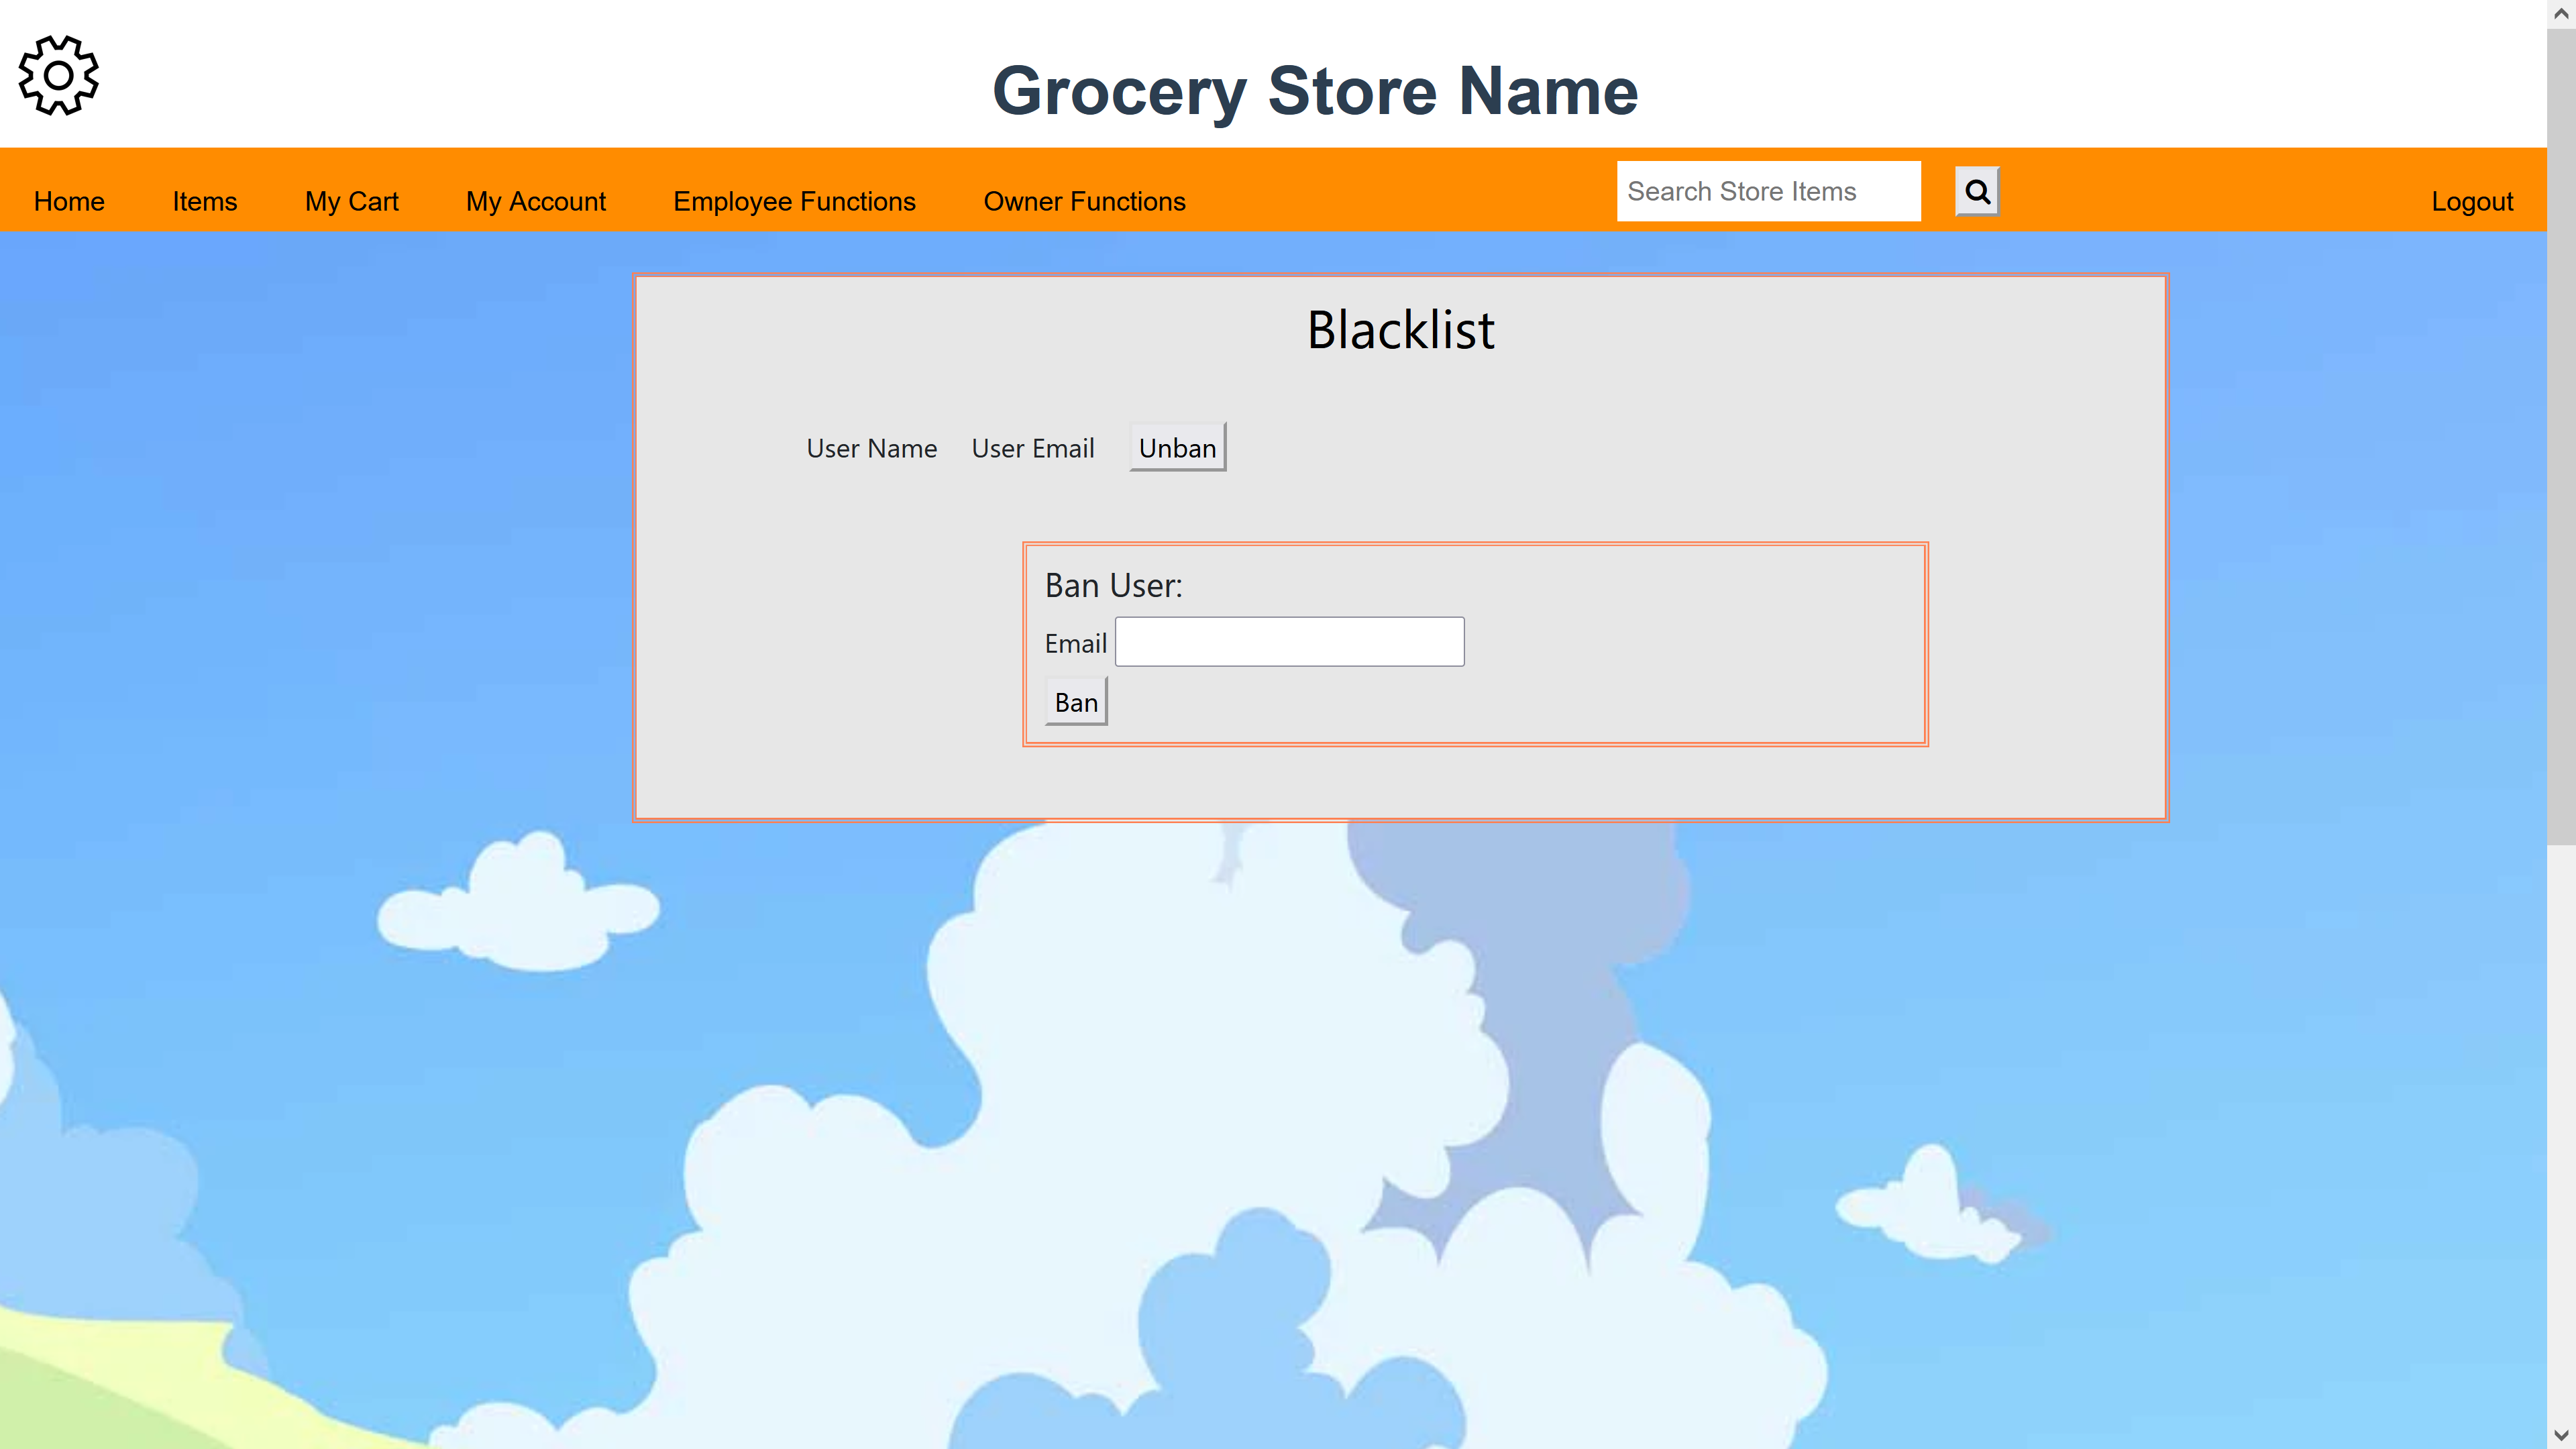 Grocery Store Name
Home Items My Cart My Account Employee Functions Owner Functions Search Store Items Logout
Blacklist
User Name User Email Unban
Ban User:
Email
Ban